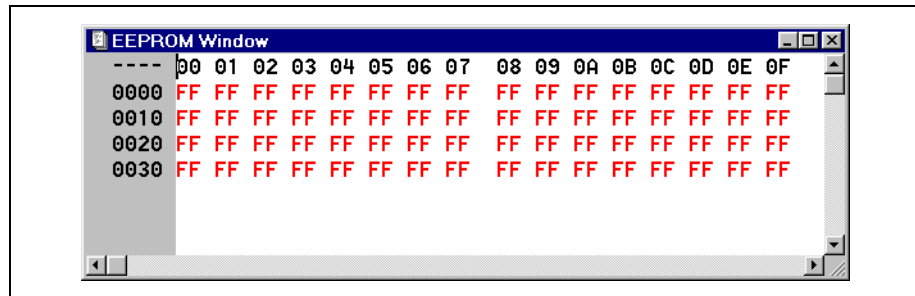 EEPROM Window
---- 00 01 02 03 04 05 06 07 08 09 0A 0B 0C 0D 0E 0F
0000 FF FF FF FF FF FF FF FF FF FF FF FF FF FF FF FF
0010 FF FF FF FF FF FF FF FF FF FF FF FF FF FF FF FF
0020 FF FF FF FF FF FF FF FF FF FF FF FF FF FF FF FF
0030 FF FF FF FF FF FF FF FF FF FF FF FF FF FF FF FF